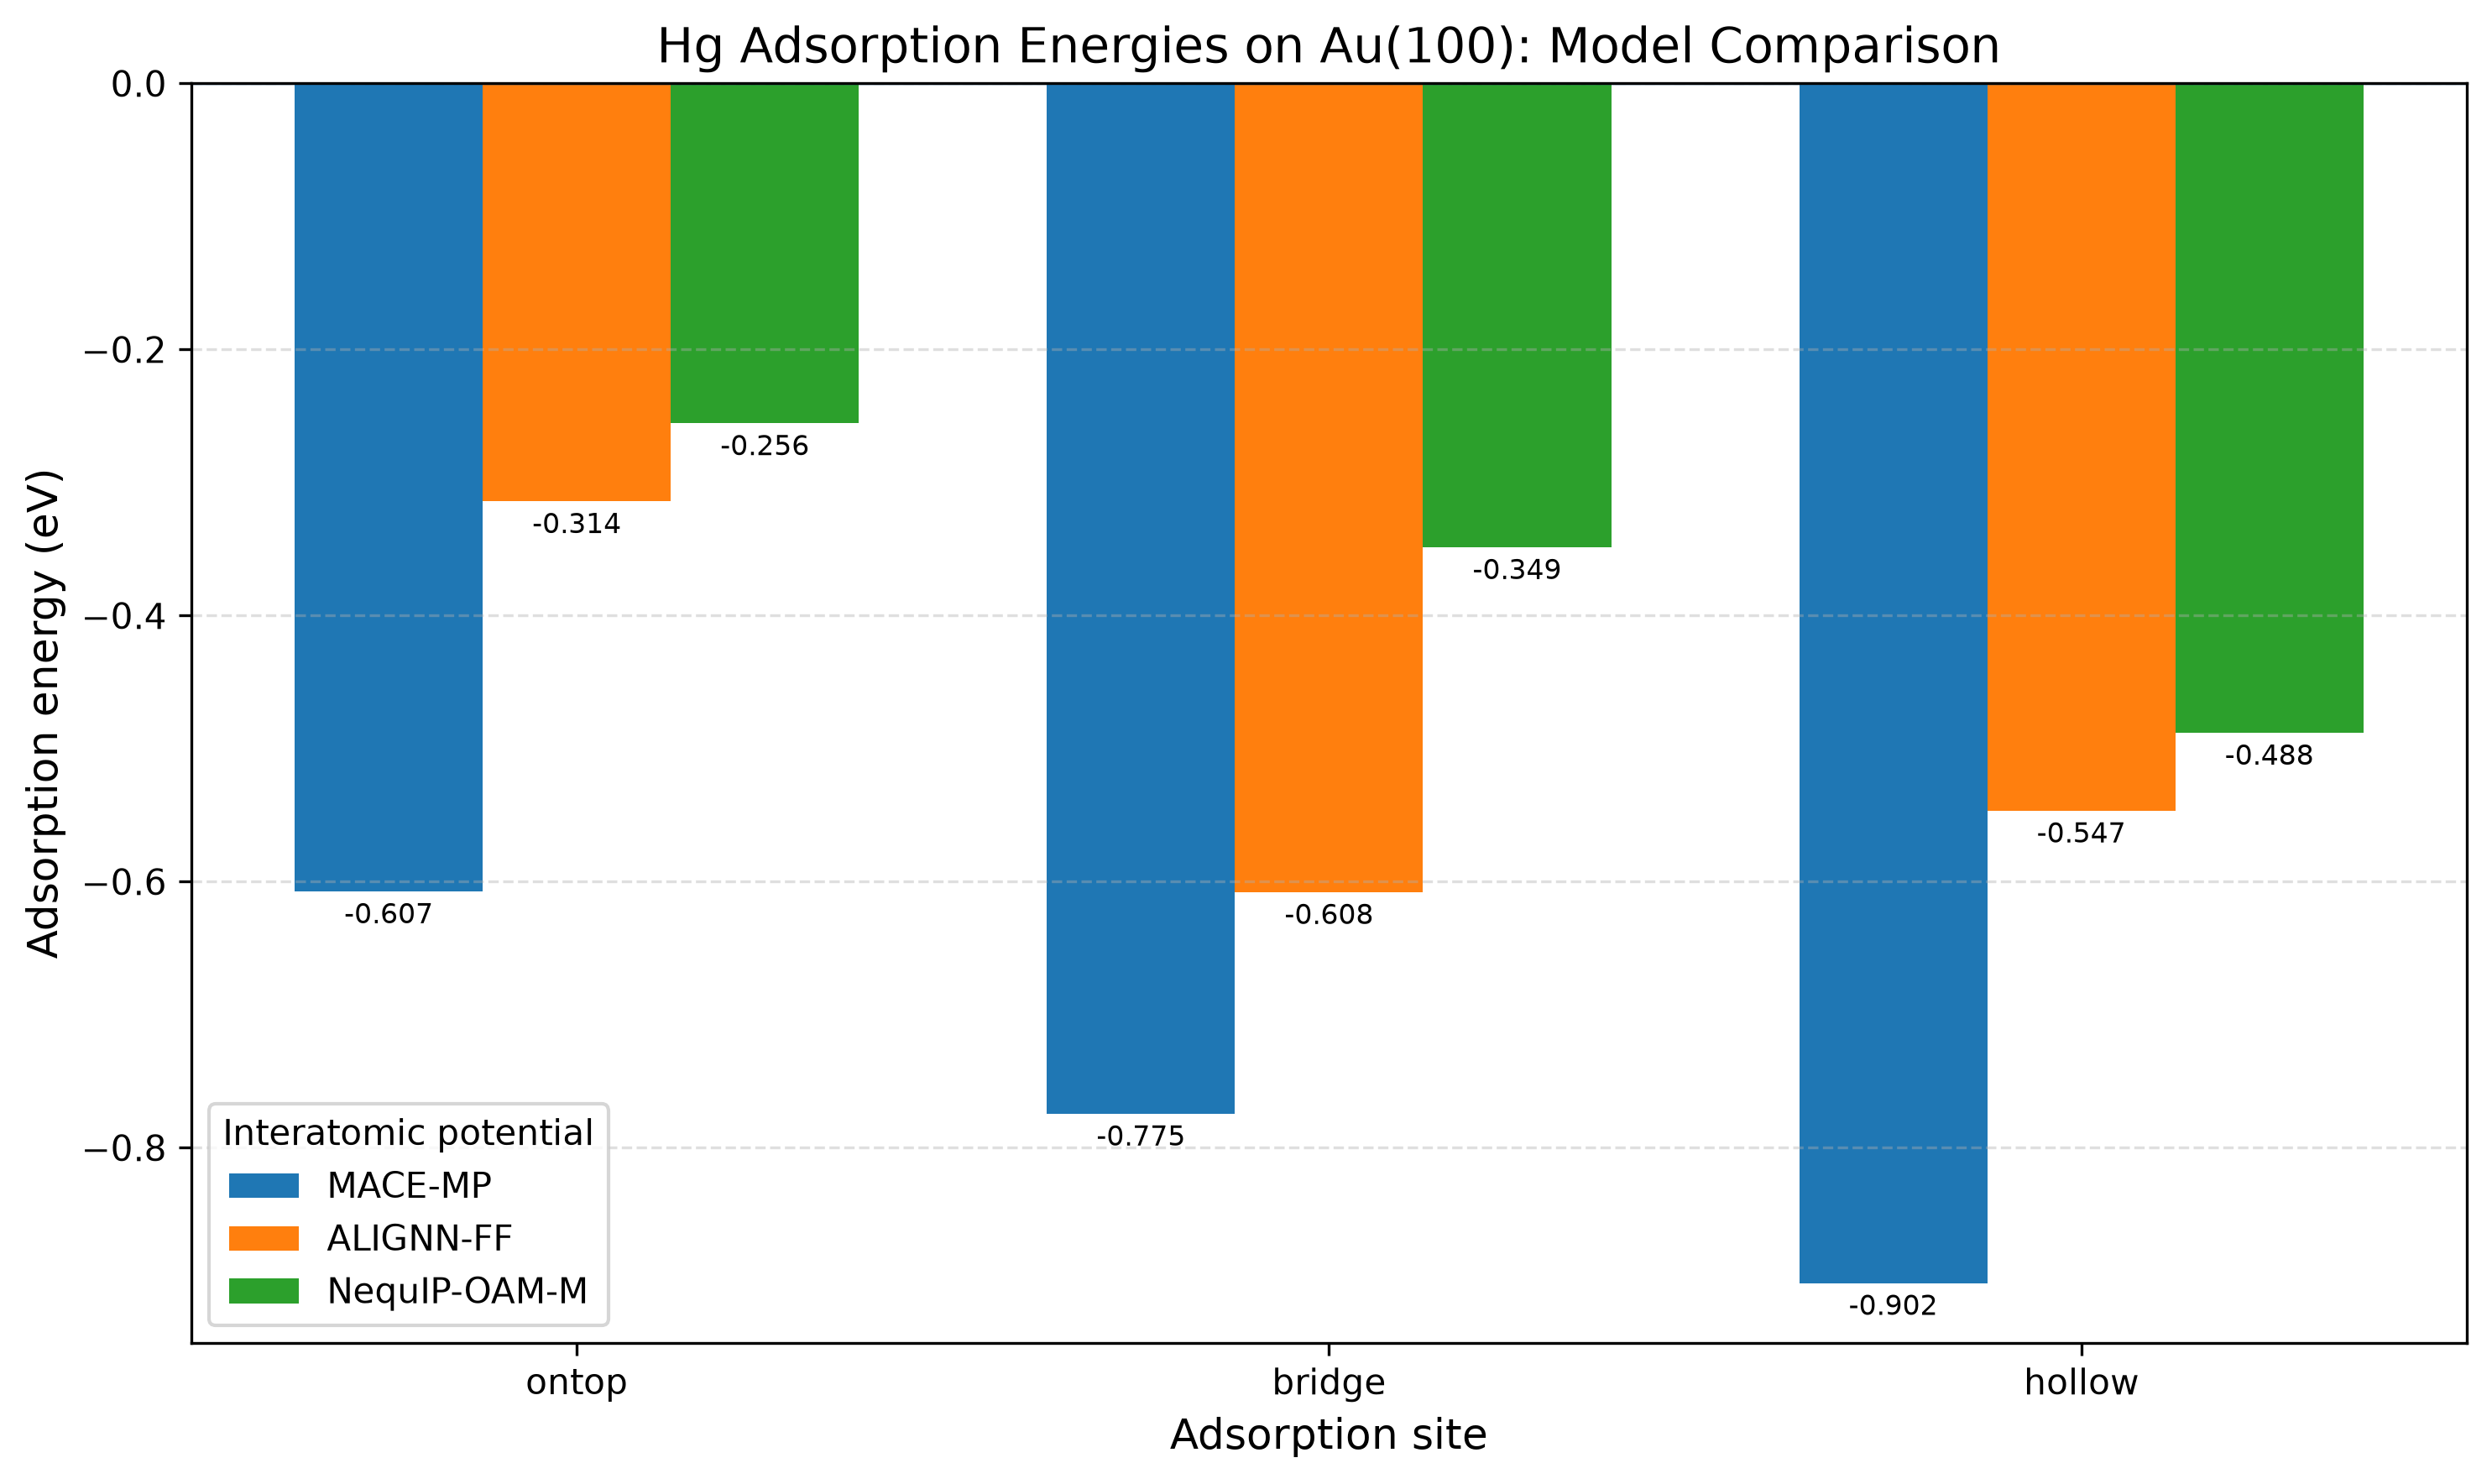 Hg Adsorption Energies on Au(100): Model Comparison
0.0
−0.2
−0.4
−0.6
−0.8
Adsorption energy (eV)
-0.607
-0.314
-0.256
-0.775
-0.608
-0.349
-0.902
-0.547
-0.488
Interatomic potential
MACE-MP
ALIGNN-FF
NequIP-OAM-M
ontop
bridge
hollow
Adsorption site